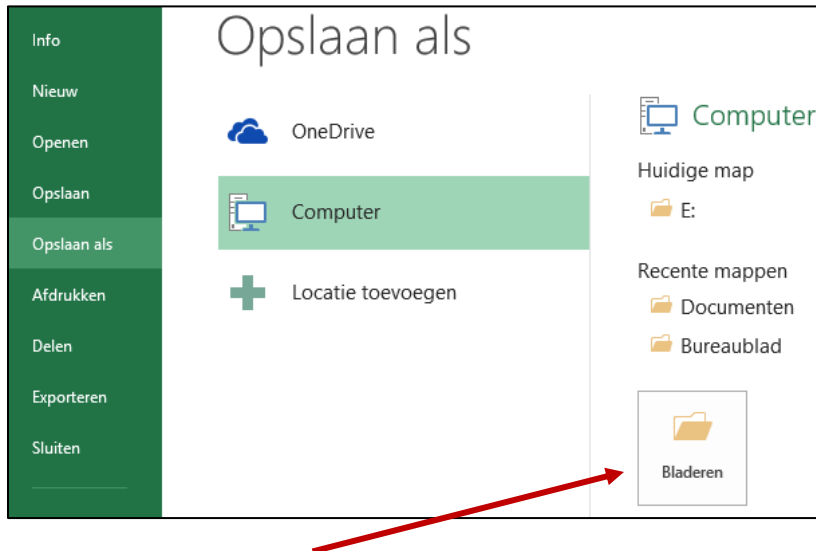 Info
Nieuw
Openen
Opslaan
Opslaan als
Afdrukken
Delen
Exporteren
Sluiten
Opslaan als
OneDrive
Computer
Locatie toevoegen
Computer
Huidige map
E:
Recente mappen
Documenten
Bureaublad
Bladeren